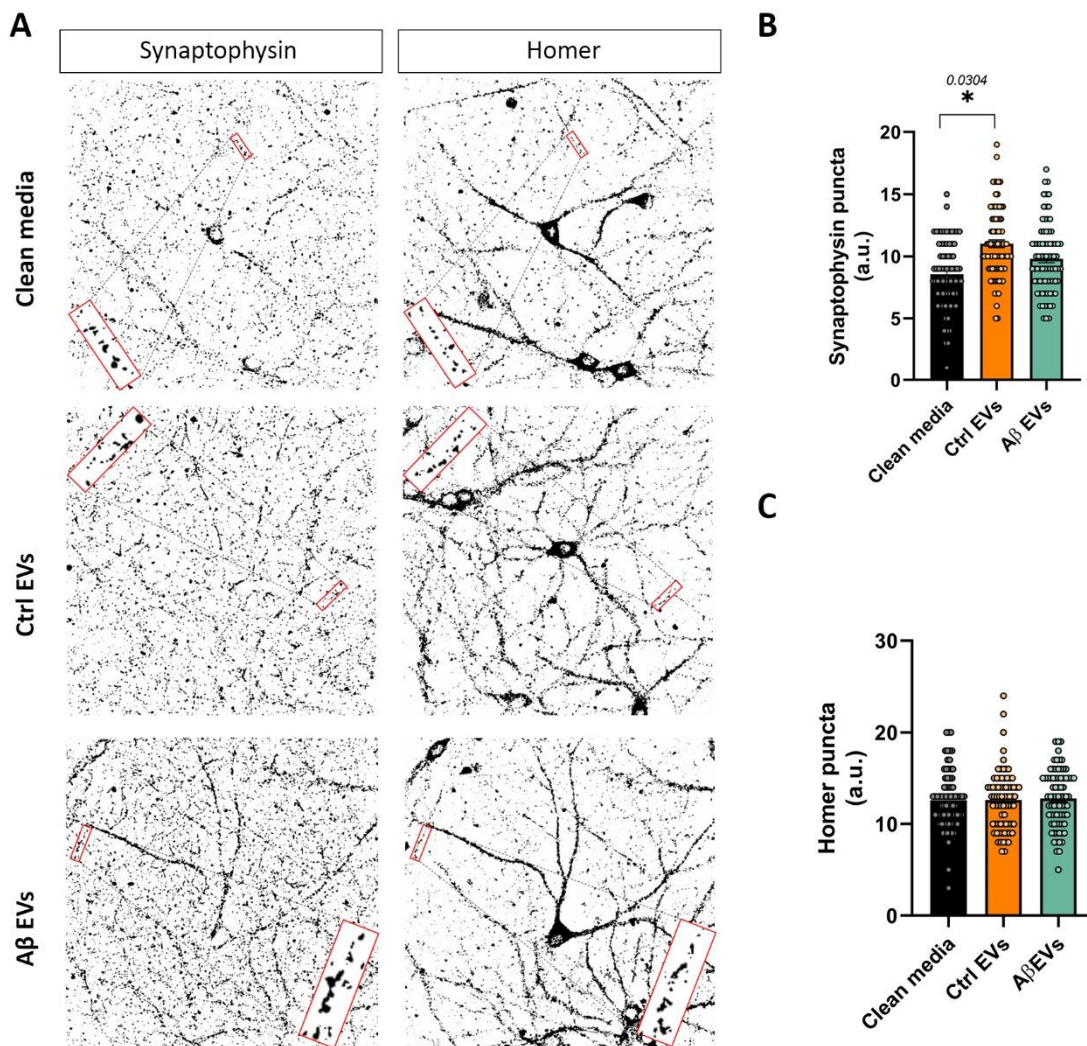 A
Synaptophysin
Homer
Clean media
Ctrl EVs
Aβ EVs
B
0.0304
*
Synaptophysin puncta
(a.u.)
20
15
10
5
0
Clean media
Ctrl EVs
Aβ EVs
C
Homer puncta
(a.u.)
30
20
10
0
Clean media
Ctrl EVs
AβEVs